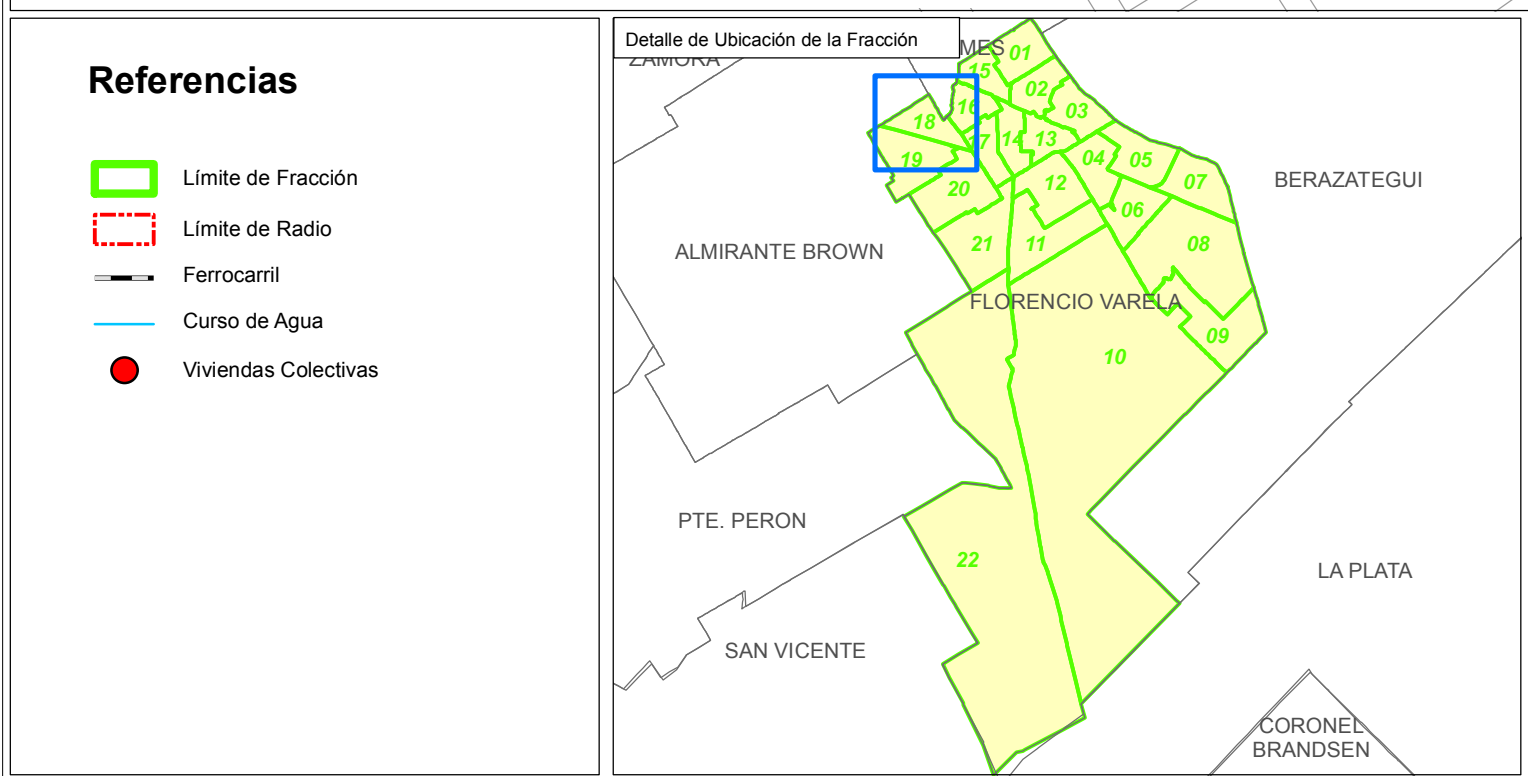 Referencias
Límite de Fracción
Límite de Radio
Ferrocarril
Curso de Agua
Viviendas Colectivas
Detalle de Ubicación de la Fracción
MES
ZAMORA
01
15
02
16
03
18
17
14
13
19
04
05
20
12
07
BERAZATEGUI
06
ALMIRANTE BROWN
21
11
08
FLORENCIO VARELA
09
10
PTE. PERON
22
LA PLATA
SAN VICENTE
CORONEL
BRANDSEN